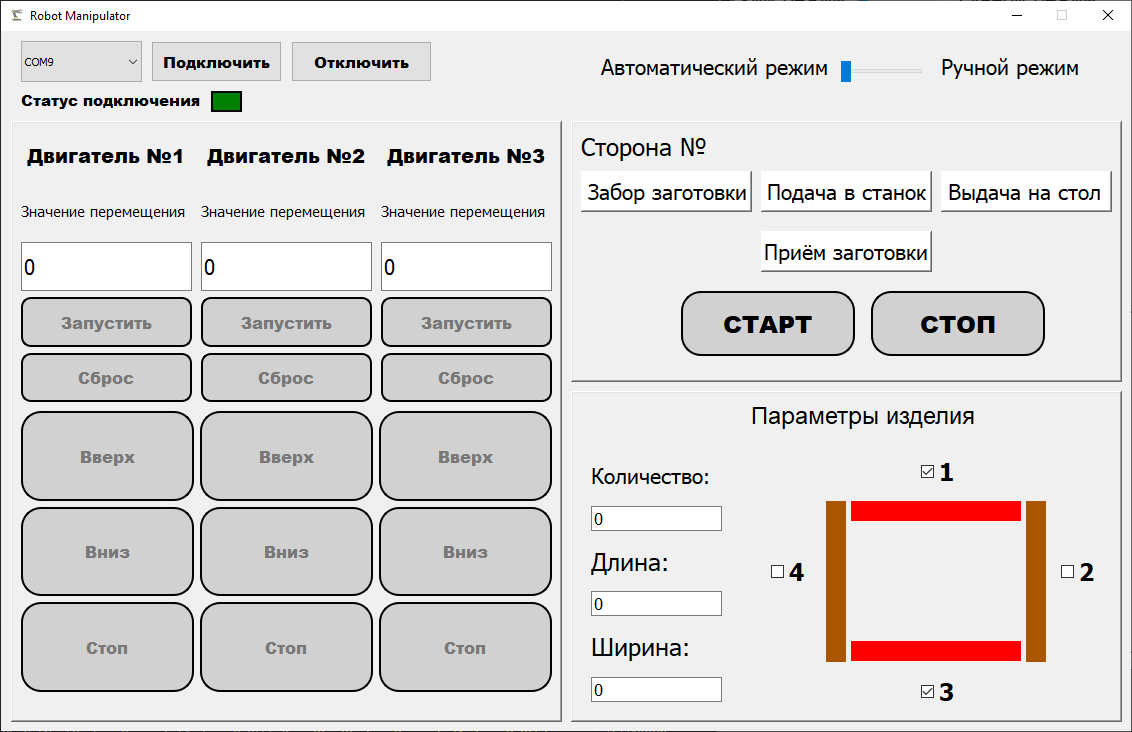 Robot Manipulator
COM9
Подключить
Отключить
Автоматический режим
Ручной режим
Статус подключения
Двигатель №1
Двигатель №2
Двигатель №3
Значение перемещения
Значение перемещения
Значение перемещения
0
0
0
Запустить
Запустить
Запустить
Сброс
Сброс
Сброс
Вверх
Вверх
Вверх
Вниз
Вниз
Вниз
Стоп
Стоп
Стоп
Сторона №
Забор заготовки
Подача в станок
Выдача на стол
Приём заготовки
СТАРТ
СТОП
Параметры изделия
Количество:
0
Длина:
0
Ширина:
0
1
4
2
3